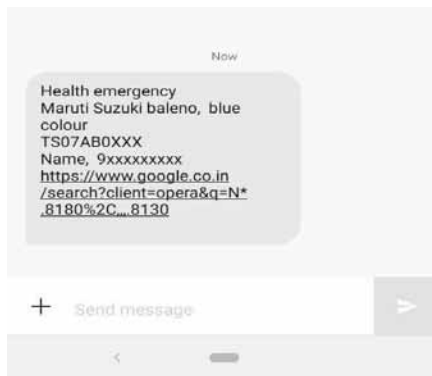 Now
Health emergency
Maruti Suzuki baleno, blue
colour
TS07AB0XXX
Name, 9xxxxxxxxx
https://www.google.co.in
/search?client=opera&q=N*
.8180%2C,,,.8130
Send message